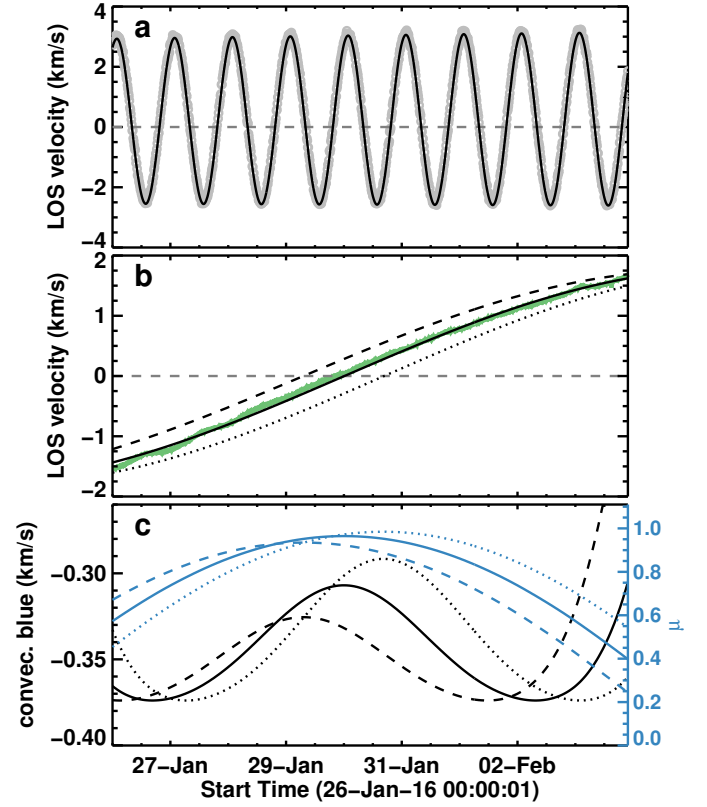 a
LOS velocity (km/s)
4
2
0
−2
−4
b
LOS velocity (km/s)
2
1
0
−1
−2
c
convec. blue (km/s)
−0.30
−0.35
−0.40
1.0
0.8
0.6
0.4
0.2
0.0
μ
27−Jan 29−Jan 31−Jan 02−Feb
Start Time (26−Jan−16 00:00:01)